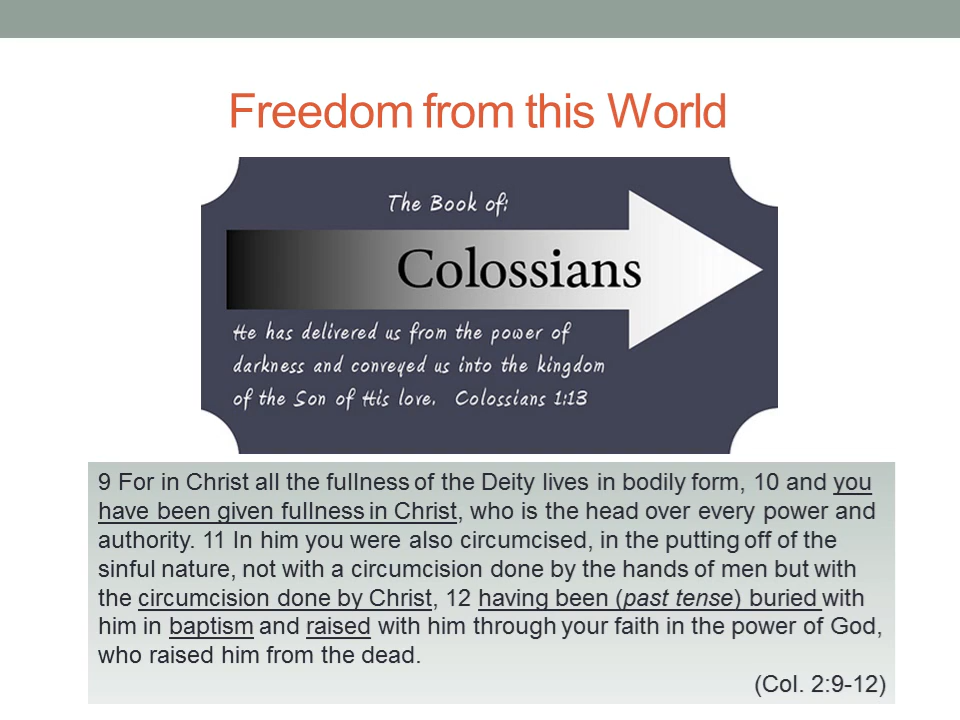 Freedom from this World
The Book of:
Colossians
He has delivered us from the power of
darkness and conveyed us into the kingdom
of the Son of His love. Colossians 1:13
9 For in Christ all the fullness of the Deity lives in bodily form, 10 and you
have been given fullness in Christ, who is the head over every power and
authority. 11 In him you were also circumcised, in the putting off of the
sinful nature, not with a circumcision done by the hands of men but with
the circumcision done by Christ, 12 having been (past tense) buried with
him in baptism and raised with him through your faith in the power of God,
who raised him from the dead.
(Col. 2:9-12)